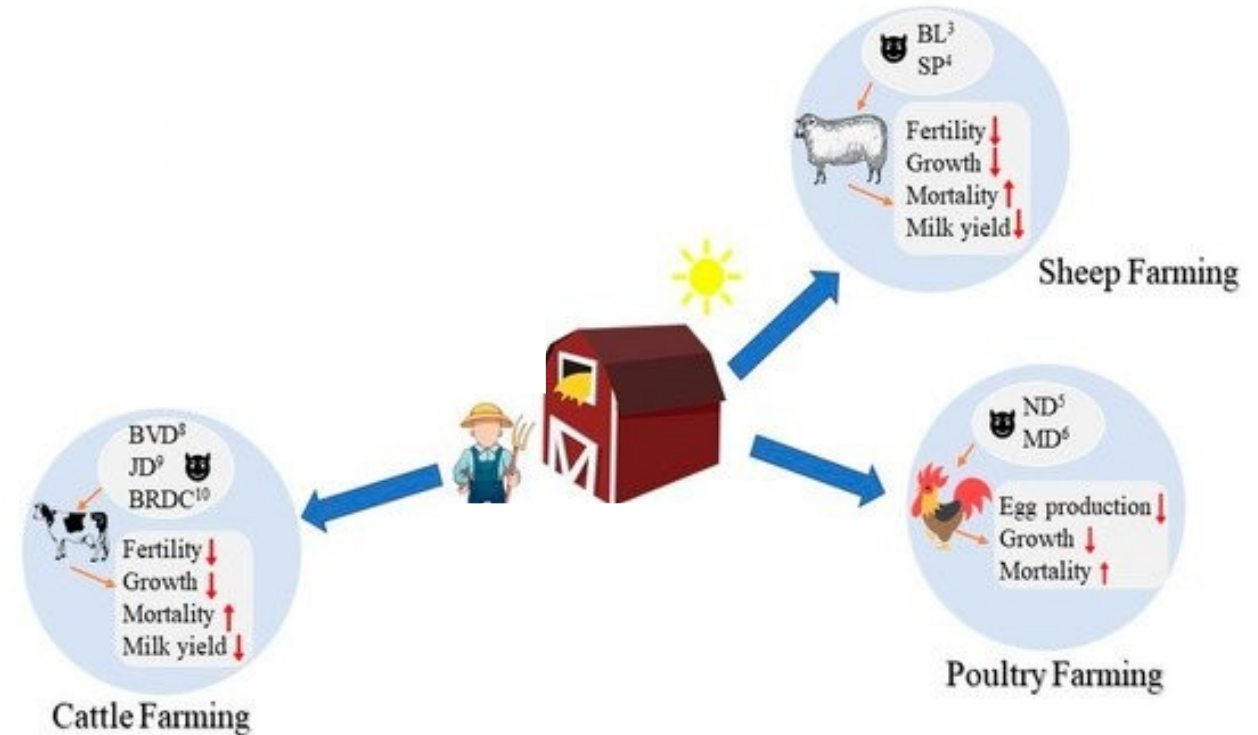 BL³
SP⁴
Fertility
Growth
Mortality
Milk yield
Sheep Farming
ND⁵
MD⁶
Egg production
Growth
Mortality
Poultry Farming
BVD⁸
JD⁹
BRDC¹⁰
Fertility
Growth
Mortality
Milk yield
Cattle Farming